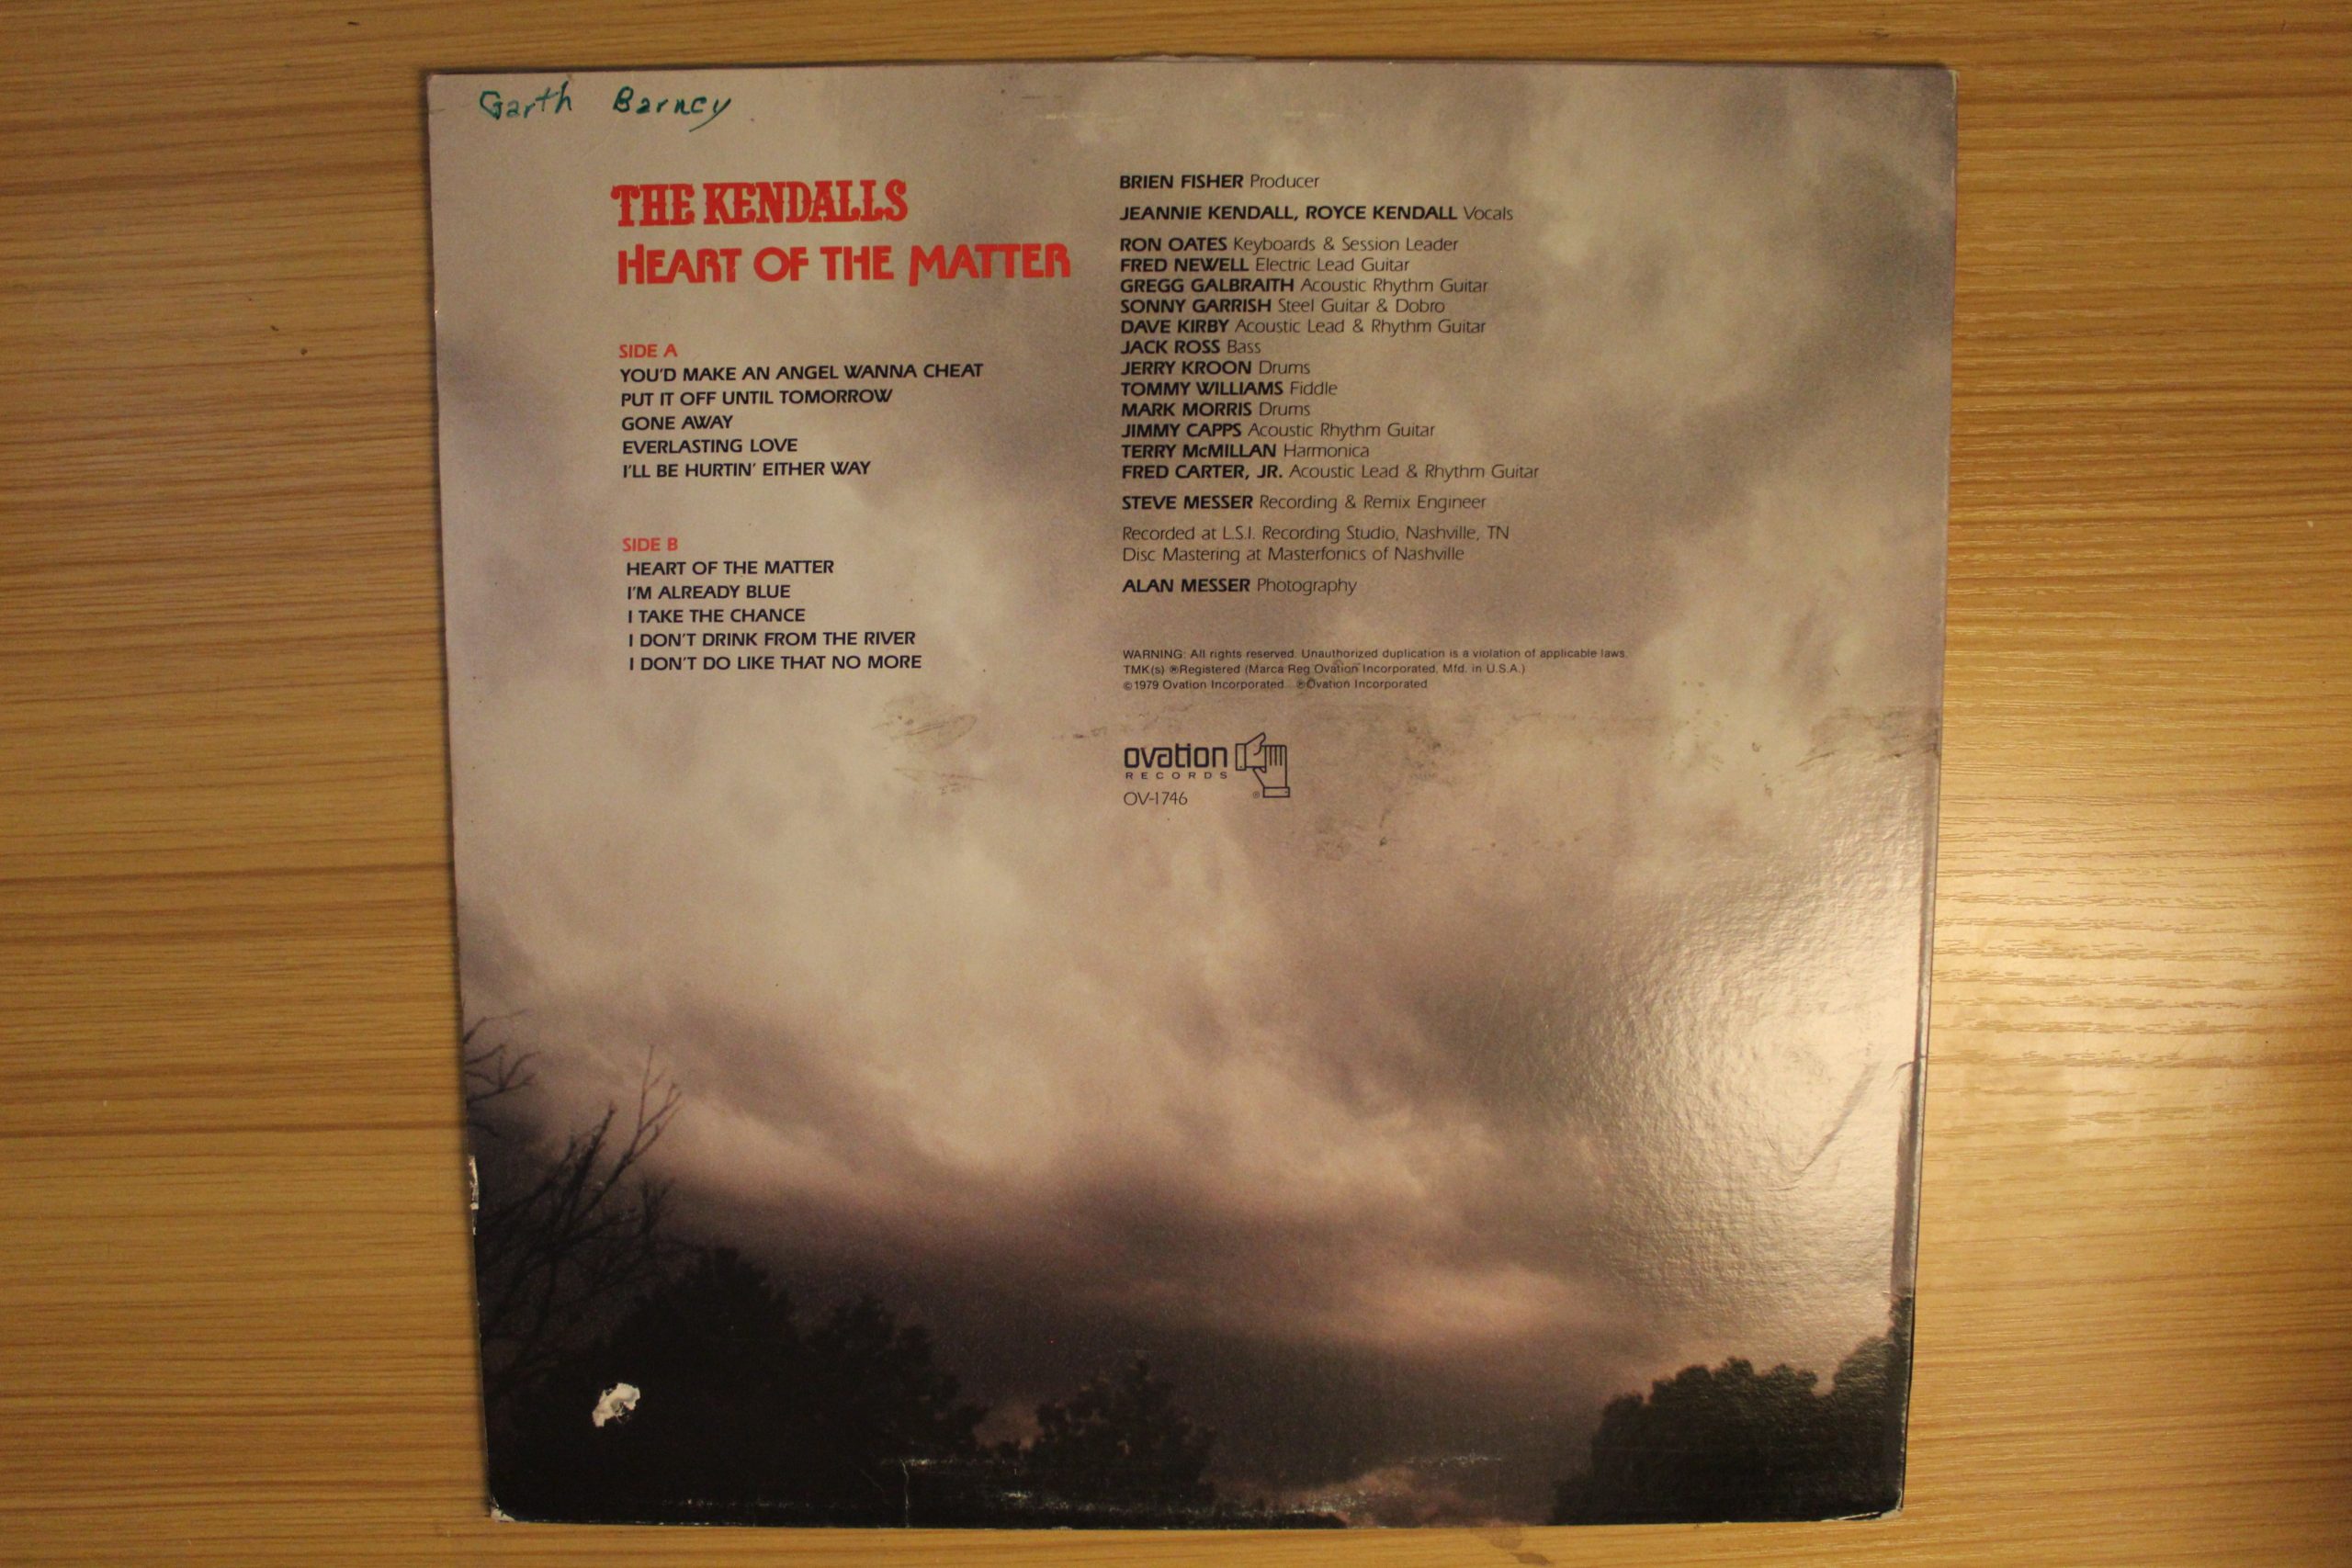 Garth Barney
THE KENDALLS
HEART OF THE MATTER
SIDE A
YOU'D MAKE AN ANGEL WANNA CHEAT
PUT IT OFF UNTIL TOMORROW
GONE AWAY
EVERLASTING LOVE
I'LL BE HURTIN' EITHER WAY
SIDE B
HEART OF THE MATTER
I'M ALREADY BLUE
I TAKE THE CHANCE
I DON'T DRINK FROM THE RIVER
I DON'T DO LIKE THAT NO MORE
BRIEN FISHER Producer
JEANNIE KENDALL, ROYCE KENDALL Vocals
RON OATES Keyboards & Session Leader
FRED NEWELL Electric Lead Guitar
GREGG GALBRAITH Acoustic Rhythm Guitar
SONNY GARRISH Steel Guitar & Dobro
DAVE KIRBY Acoustic Lead & Rhythm Guitar
JACK ROSS Bass
JERRY KROON Drums
TOMMY WILLIAMS Fiddle
MARK MORRIS Drums
JIMMY CAPPS Acoustic Rhythm Guitar
TERRY McMILLAN Harmonica
FRED CARTER, JR. Acoustic Lead & Rhythm Guitar
STEVE MESSER Recording & Remix Engineer
Recorded at L.S.I. Recording Studio, Nashville, TN
Disc Mastering at Masterfonics of Nashville
ALAN MESSER Photography
WARNING: All rights reserved. Unauthorized duplication is a violation of applicable laws.
TMK(s) ®Registered (Marca Reg Ovation Incorporated, Mfd. in U.S.A.)
©1979 Ovation Incorporated ℗Ovation Incorporated
ovation
RECORDS
OV-1746